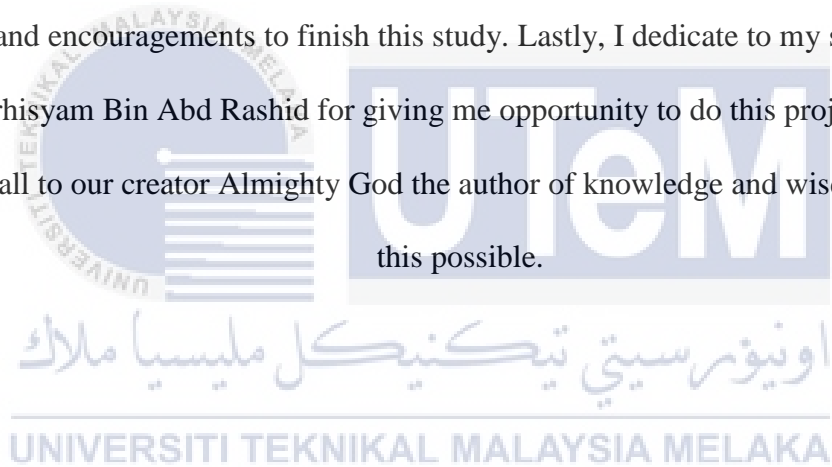 and encouragements to finish this study. Lastly, I dedicate to my s
rhisyam Bin Abd Rashid for giving me opportunity to do this proj
all to our creator Almighty God the author of knowledge and wis
this possible.
UTeM
اونيۏرسيتي تيكنيكل مليسيا ملاك
UNIVERSITI TEKNIKAL MALAYSIA MELAKA